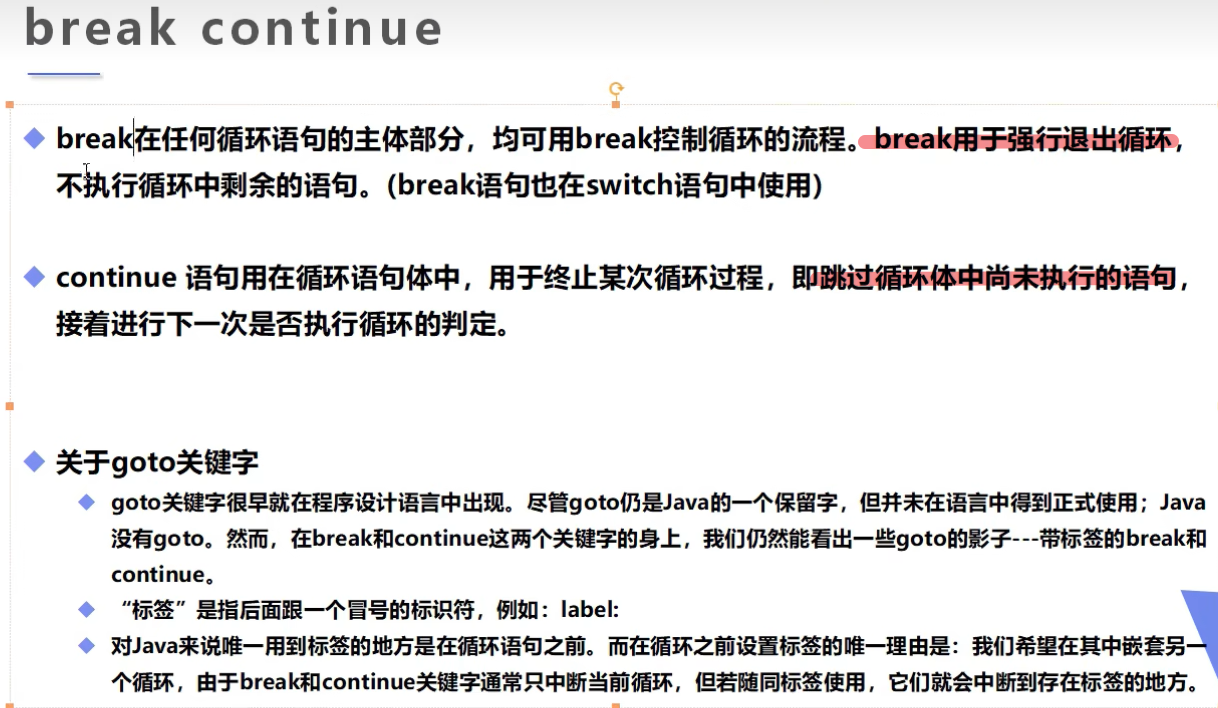 break continue
break在任何循环语句的主体部分，均可用break控制循环的流程。break用于强行退出循环，
不执行循环中剩余的语句。(break语句也在switch语句中使用)
continue 语句用在循环语句体中，用于终止某次循环过程，即跳过循环体中尚未执行的语句，
接着进行下一次是否执行循环的判定。
关于goto关键字
goto关键字很早就在程序设计语言中出现。尽管goto仍是Java的一个保留字，但并未在语言中得到正式使用；Java
没有goto。然而，在break和continue这两个关键字的身上，我们仍然能看出一些goto的影子---带标签的break和
continue。
“标签”是指后面跟一个冒号的标识符，例如：label:
对Java来说唯一用到标签的地方是在循环语句之前。而在循环之前设置标签的唯一理由是：我们希望在其中嵌套另一
个循环，由于break和continue关键字通常只中断当前循环，但若随同标签使用，它们就会中断到存在标签的地方。